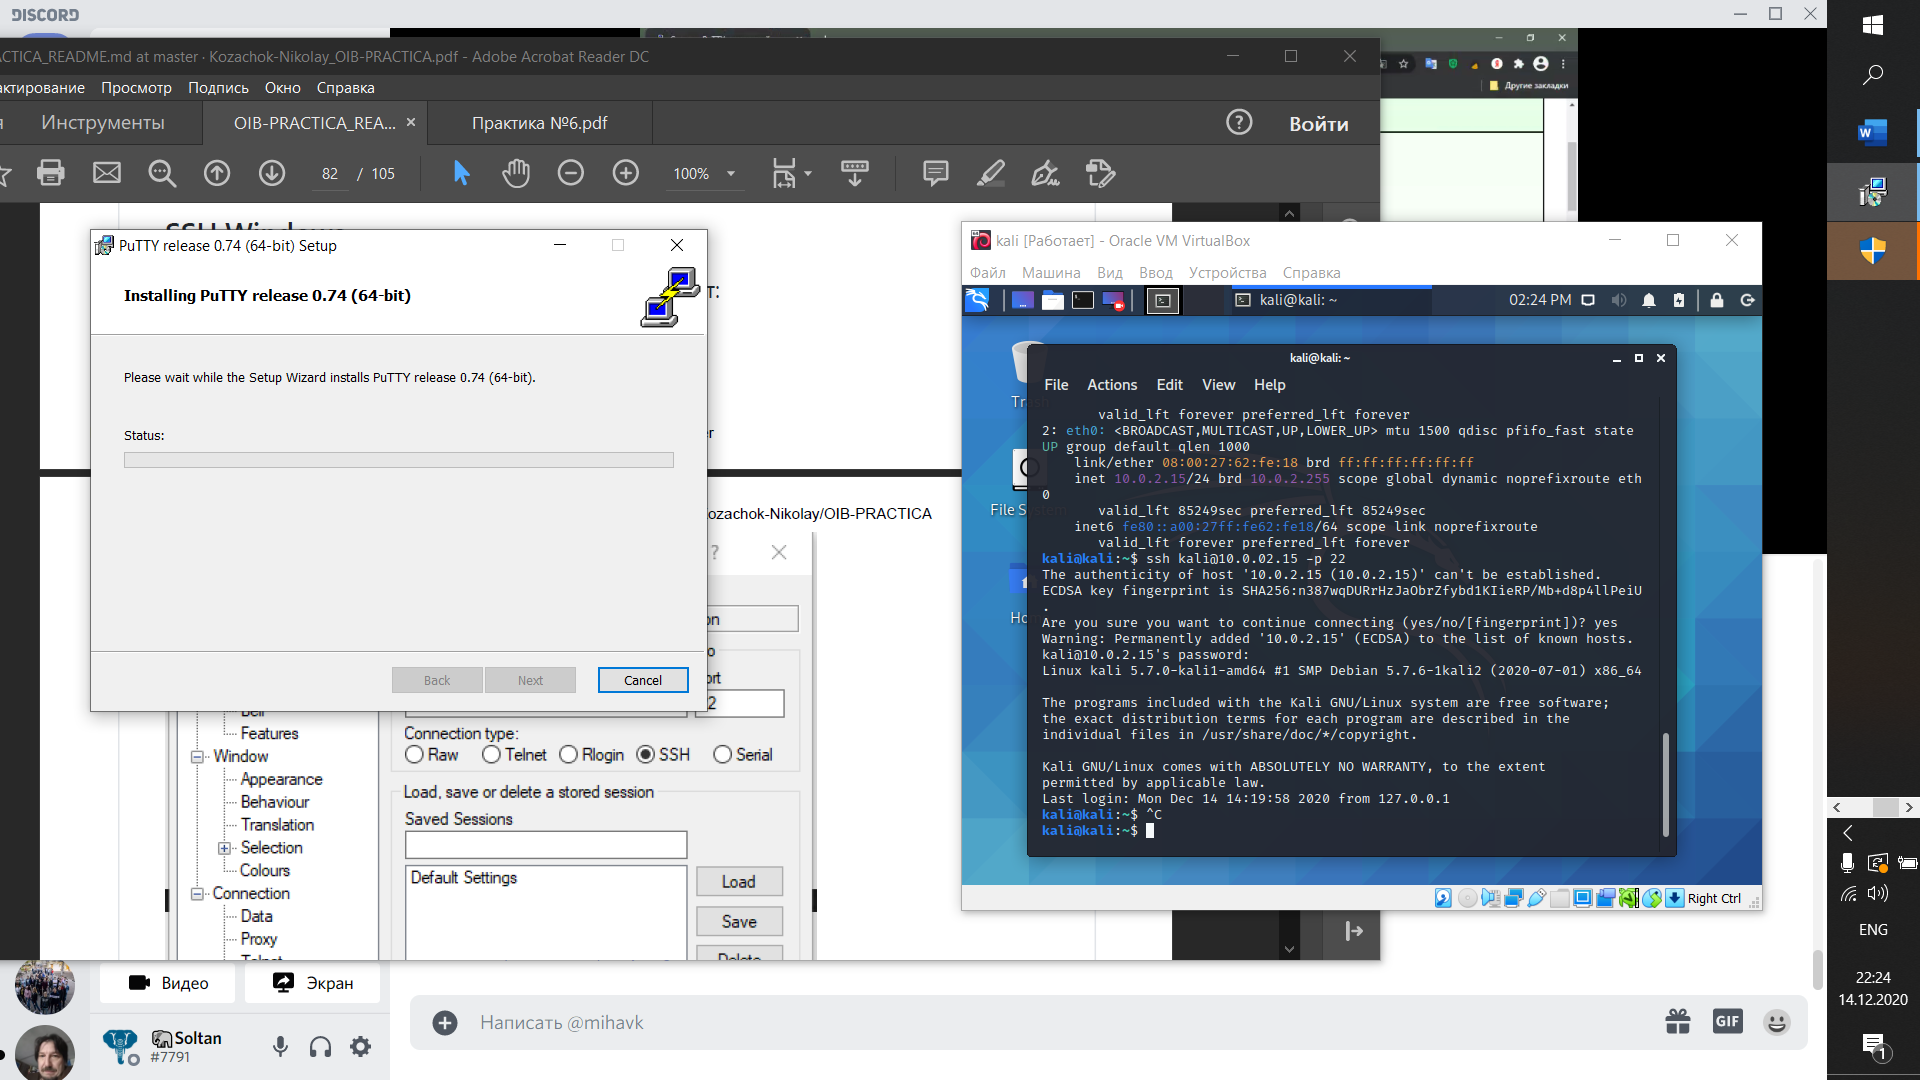 DISCORD
CTICA_README.md at master · Kozachok-Nikolay_OIB-PRACTICA.pdf - Adobe Acrobat Reader DC
актирование Просмотр Подпись Окно Справка
Другие закладки
Инструменты
OIB-PRACTICA_REA...
Практика №6.pdf
Войти
82 / 105
100%
SSH Windows
PuTTY release 0.74 (64-bit) Setup
Installing PuTTY release 0.74 (64-bit)
т:
Please wait while the Setup Wizard installs PuTTY release 0.74 (64-bit).
Status:
er
Back Next Cancel
ozachok-Nikolay/OIB-PRACTICA
on
o
ort
2
Bell
Features
Window
Appearance
Behaviour
Translation
Selection
Colours
Connection
Data
Proxy
Telnet
Connection type:
Raw Telnet Rlogin SSH Serial
Load, save or delete a stored session
Saved Sessions
Default Settings
Load
Save
Delete
kali [Работает] - Oracle VM VirtualBox
Файл Машина Вид Ввод Устройства Справка
kali@kali: ~
02:24 PM
Trash
File System
Ho
kali@kali: ~
File Actions Edit View Help
valid_lft forever preferred_lft forever
2: eth0: <BROADCAST,MULTICAST,UP,LOWER_UP> mtu 1500 qdisc pfifo_fast state
UP group default qlen 1000
link/ether 08:00:27:62:fe:18 brd ff:ff:ff:ff:ff:ff
inet 10.0.2.15/24 brd 10.0.2.255 scope global dynamic noprefixroute eth
0
valid_lft 85249sec preferred_lft 85249sec
inet6 fe80::a00:27ff:fe62:fe18/64 scope link noprefixroute
valid_lft forever preferred_lft forever
kali@kali:~$ ssh kali@10.0.02.15 -p 22
The authenticity of host '10.0.2.15 (10.0.2.15)' can't be established.
ECDSA key fingerprint is SHA256:n387wqDURrHzJaObrZfybd1KIieRP/Mb+d8p4llPeiU
.
Are you sure you want to continue connecting (yes/no/[fingerprint])? yes
Warning: Permanently added '10.0.2.15' (ECDSA) to the list of known hosts.
kali@10.0.2.15's password:
Linux kali 5.7.0-kali1-amd64 #1 SMP Debian 5.7.6-1kali2 (2020-07-01) x86_64
The programs included with the Kali GNU/Linux system are free software;
the exact distribution terms for each program are described in the
individual files in /usr/share/doc/*/copyright.
Kali GNU/Linux comes with ABSOLUTELY NO WARRANTY, to the extent
permitted by applicable law.
Last login: Mon Dec 14 14:19:58 2020 from 127.0.0.1
kali@kali:~$ ^C
kali@kali:~$
Right Ctrl
Видео
Экран
Soltan
#7791
Написать @mihavk
GIF
ENG
22:24
14.12.2020
1